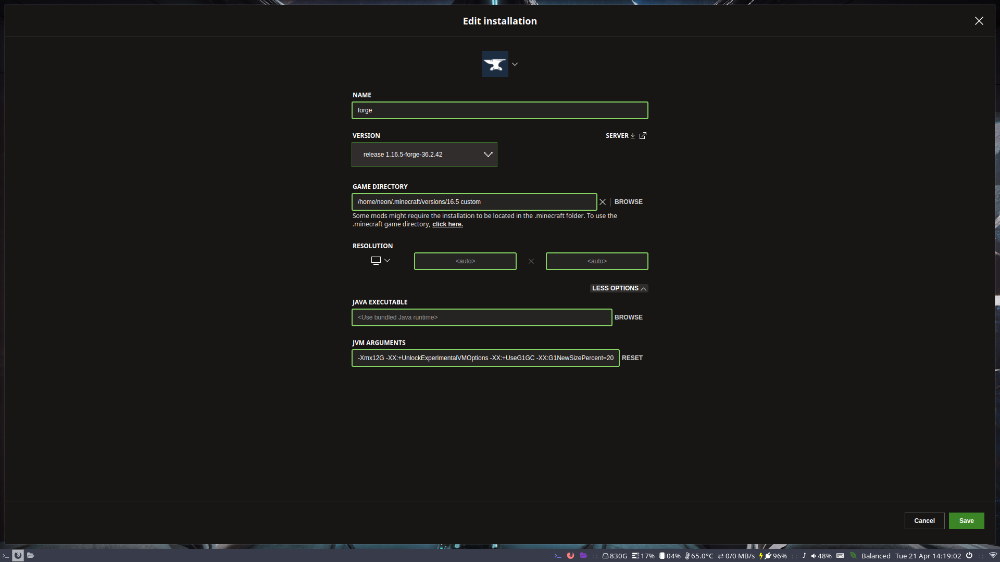 Edit installation
NAME
forge
VERSION
SERVER
release 1.16.5-forge-36.2.42
GAME DIRECTORY
/home/neon/.minecraft/versions/16.5 custom
BROWSE
Some mods might require the installation to be located in the .minecraft folder. To use the
.minecraft game directory, click here.
RESOLUTION
<auto>
<auto>
LESS OPTIONS
JAVA EXECUTABLE
<Use bundled Java runtime>
BROWSE
JVM ARGUMENTS
-Xmx12G -XX:+UnlockExperimentalVMOptions -XX:+UseG1GC -XX:G1NewSizePercent=20
RESET
Cancel
Save
830G 17% 04% 65.0°C 0/0 MB/s 96% 48% Balanced Tue 21 Apr 14:19:02